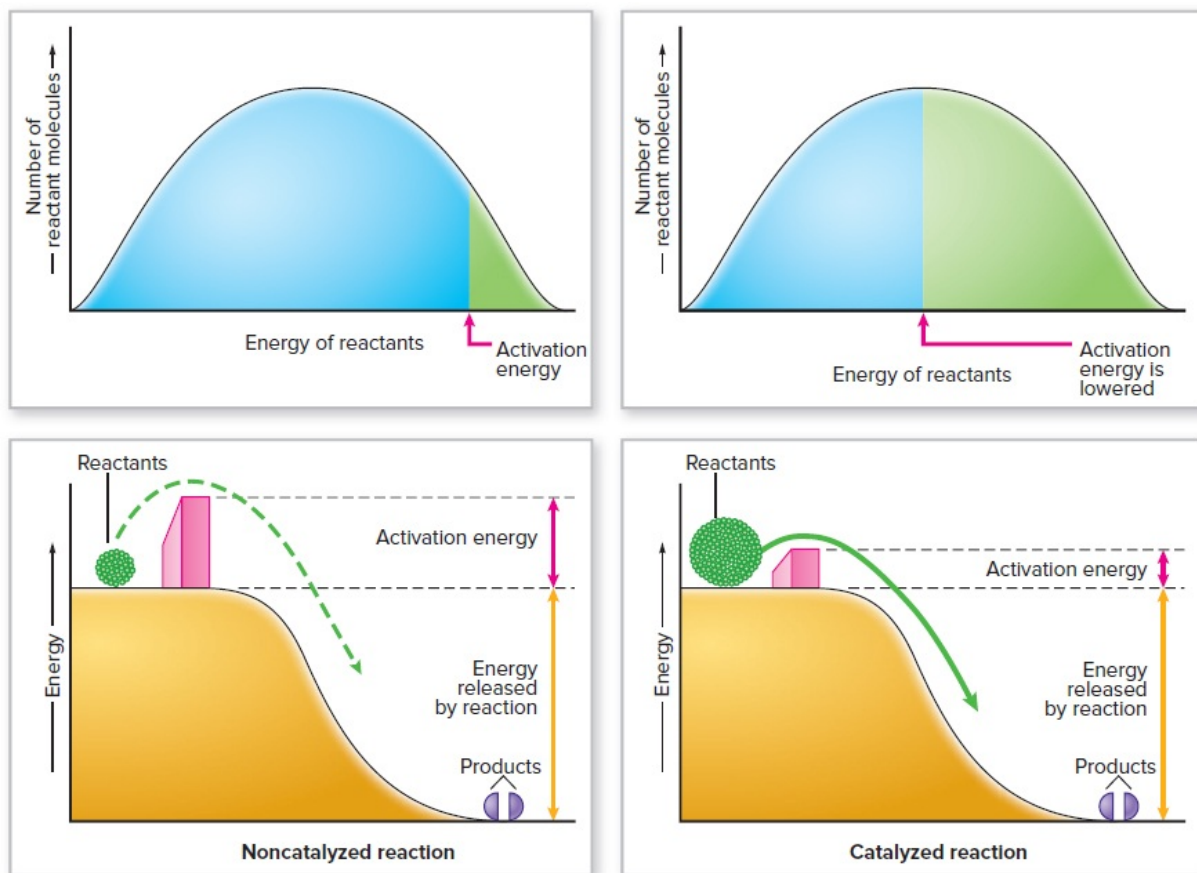 Number of
reactant molecules
Energy of reactants
Activation
energy
Number of
reactant molecules
Energy of reactants
Activation
energy is
lowered
Reactants
Activation energy
Energy
Energy
released
by reaction
Products
Noncatalyzed reaction
Reactants
Activation energy
Energy
Energy
released
by reaction
Products
Catalyzed reaction